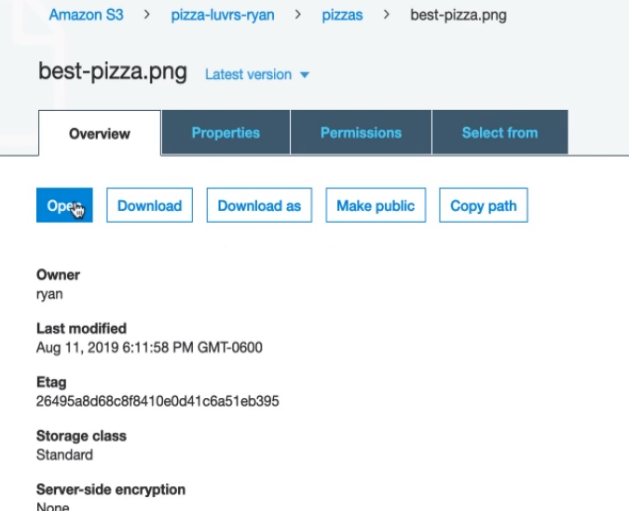 Amazon S3 > pizza-luvrs-ryan > pizzas > best-pizza.png
best-pizza.png Latest version
Overview Properties Permissions Select from
Open Download Download as Make public Copy path
Owner
ryan
Last modified
Aug 11, 2019 6:11:58 PM GMT-0600
Etag
26495a8d68c8f8410e0d41c6a51eb395
Storage class
Standard
Server-side encryption
None